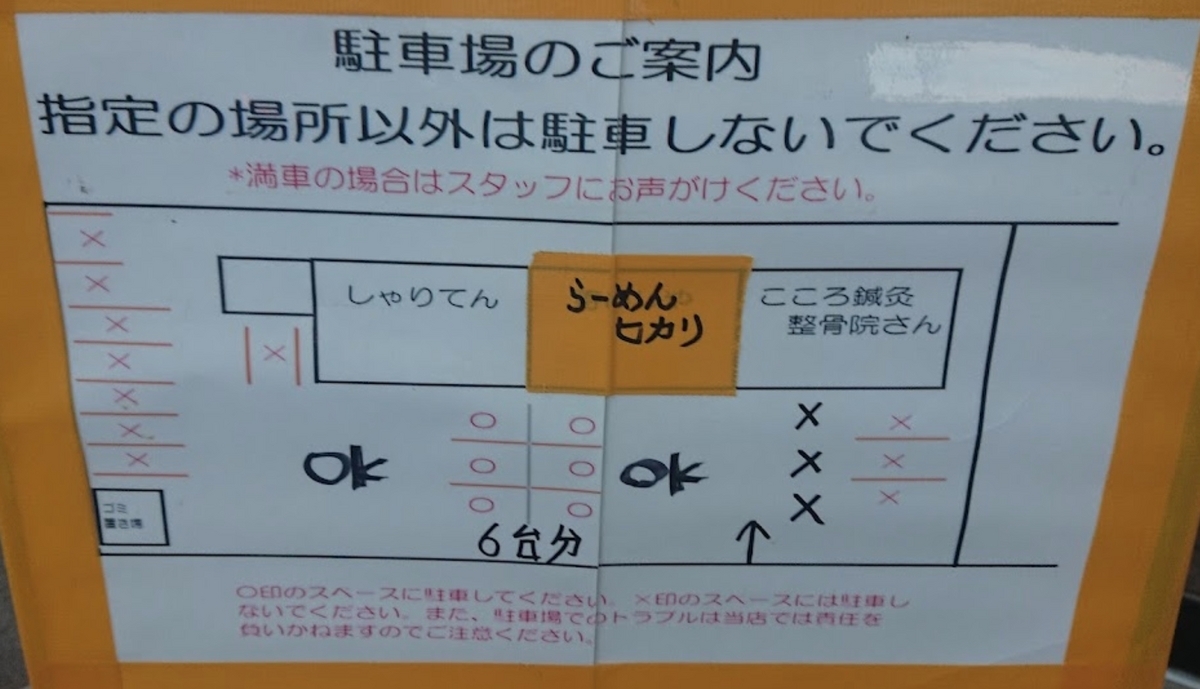 駐車場のご案内
指定の場所以外は駐車しないでください。
*満車の場合はスタッフにお声がけください。
×
×
×
×
×
×
×
×
しゃりてん
らーめん
ヒカリ
こころ鍼灸
整骨院さん
○ ○
○ ○
○ ○
OK
OK
6台分
× ×
× ×
× ×
↑
ゴミ
置き場
○印のスペースに駐車してください。×印のスペースには駐車し
ないでください。また、駐車場でのトラブルは当店では責任を
負いかねますのでご注意ください。